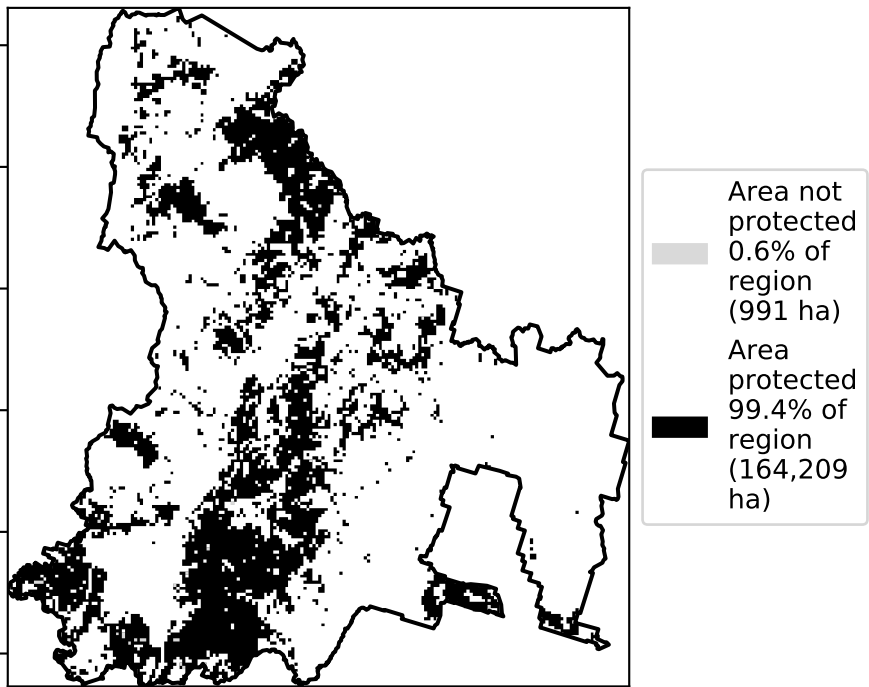 Area not
protected
0.6% of
region
(991 ha)
Area
protected
99.4% of
region
(164,209
ha)